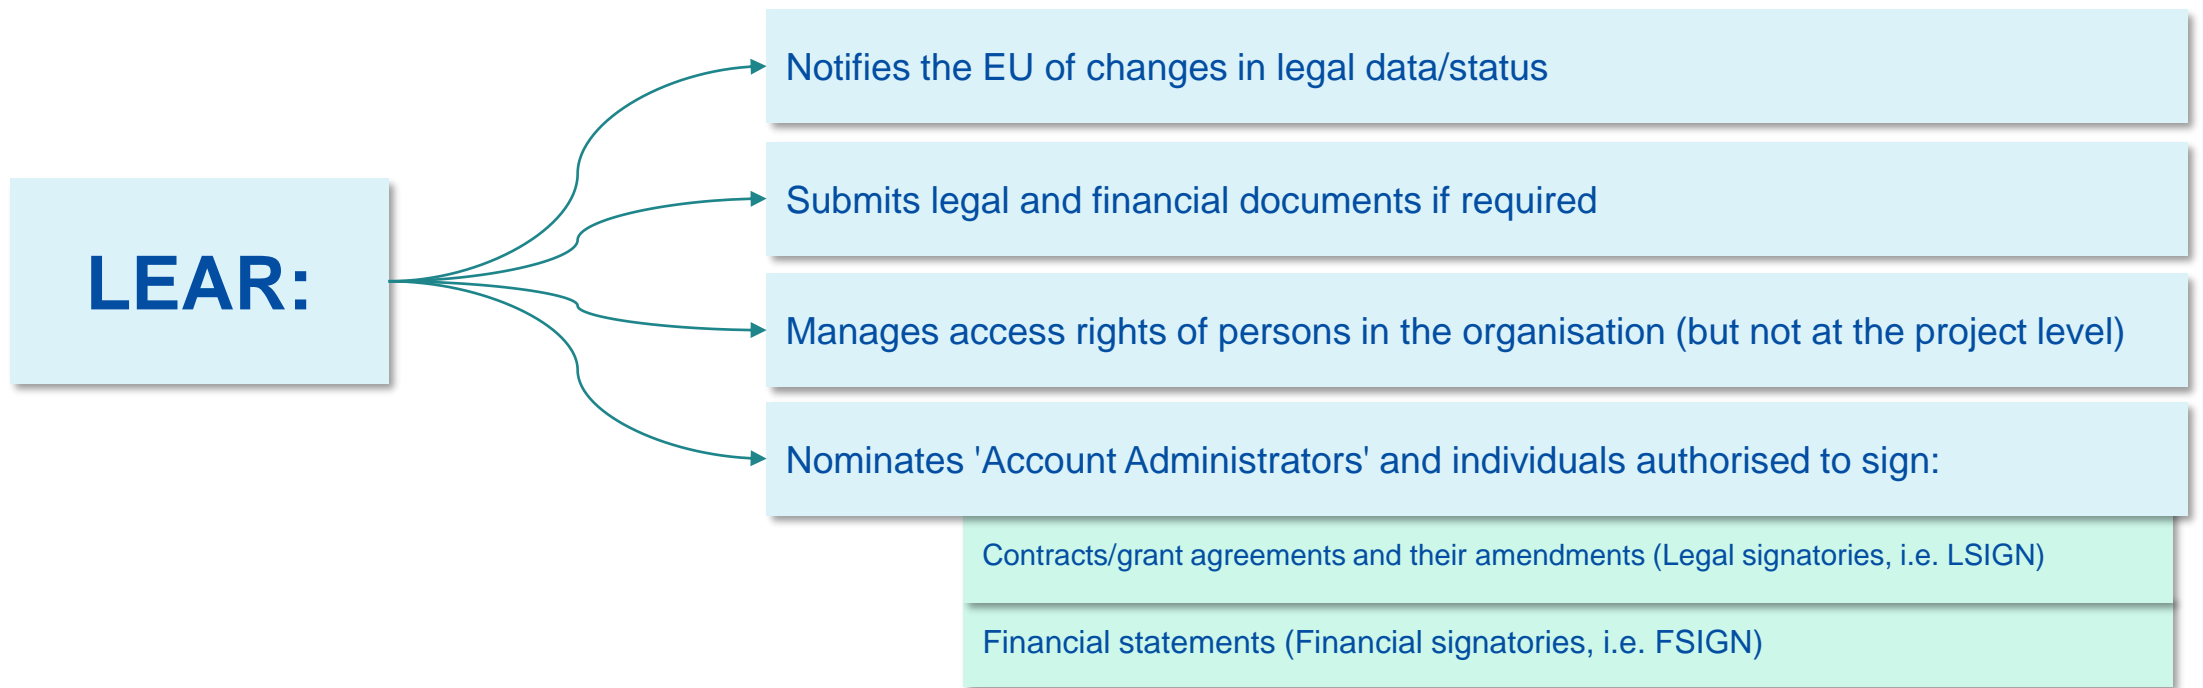 LEAR:
Notifies the EU of changes in legal data/status
Submits legal and financial documents if required
Manages access rights of persons in the organisation (but not at the project level)
Nominates 'Account Administrators' and individuals authorised to sign:
Contracts/grant agreements and their amendments (Legal signatories, i.e. LSIGN)
Financial statements (Financial signatories, i.e. FSIGN)